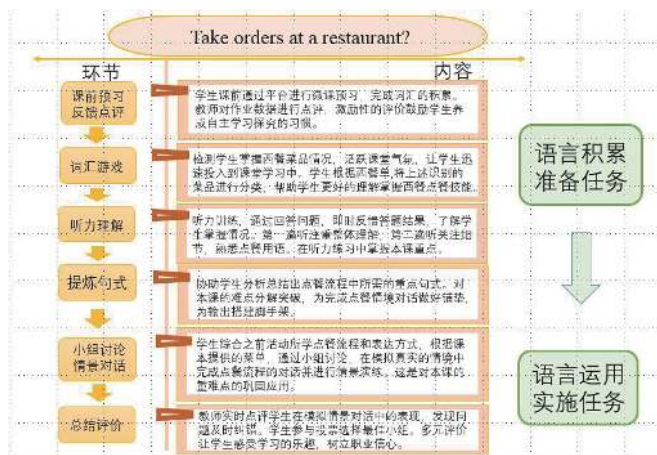 Take orders at a restaurant?
环节
内容
课前预习
反馈点评
学生课前通过平台进行微课预习，完成词汇的积累。
教师对作业数据进行点评，激励性的评价鼓励学生养
成自主学习探究的习惯。
词汇游戏
检测学生掌握西餐菜品情况，活跃课堂气氛，让学生迅
速投入到课堂学习中。学生根据西餐单,将上述识别的
菜品进行分类，帮助学生更好的理解掌握西餐点餐技能。
听力理解
听力训练，通过回答问题，即时反馈答题结果，了解学
生掌握情况。第一遍听注重整体理解，第二遍听关注细
节，熟悉点餐用语，在听力练习中掌握本课重点。
提炼句式
协助学生分析总结出点餐流程中所需的重点句式。对
本课的难点分解突破，为完成点餐情境对话做好铺垫，
为输出搭建脚手架。
小组讨论
情景对话
学生综合之前活动所学点餐流程和表达方式，根据课
本提供的菜单，通过小组讨论，在模拟真实的情境中
完成点餐流程的对话并进行情景演练。这是对本课的
重难点的巩固应用。
总结评价
教师实时点评学生在模拟情景对话中的表现，发现问
题及时纠错。学生参与投票选择最佳小组。多元评价
让学生感受学习的乐趣，树立职业信心。
语言积累
准备任务
语言运用
实施任务